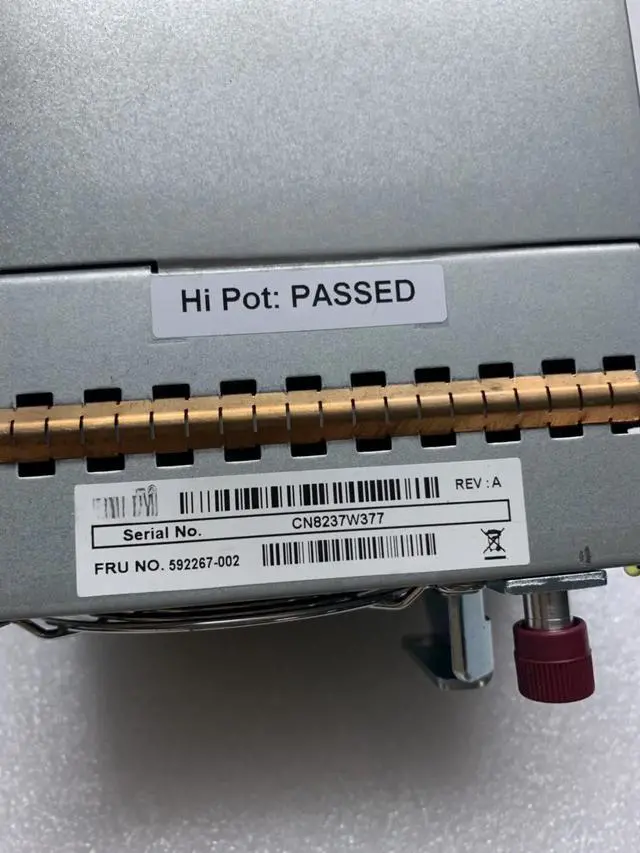 Hi Pot: PASSED
REV : A
Serial No. CN8237W377
FRU NO. 592267-002